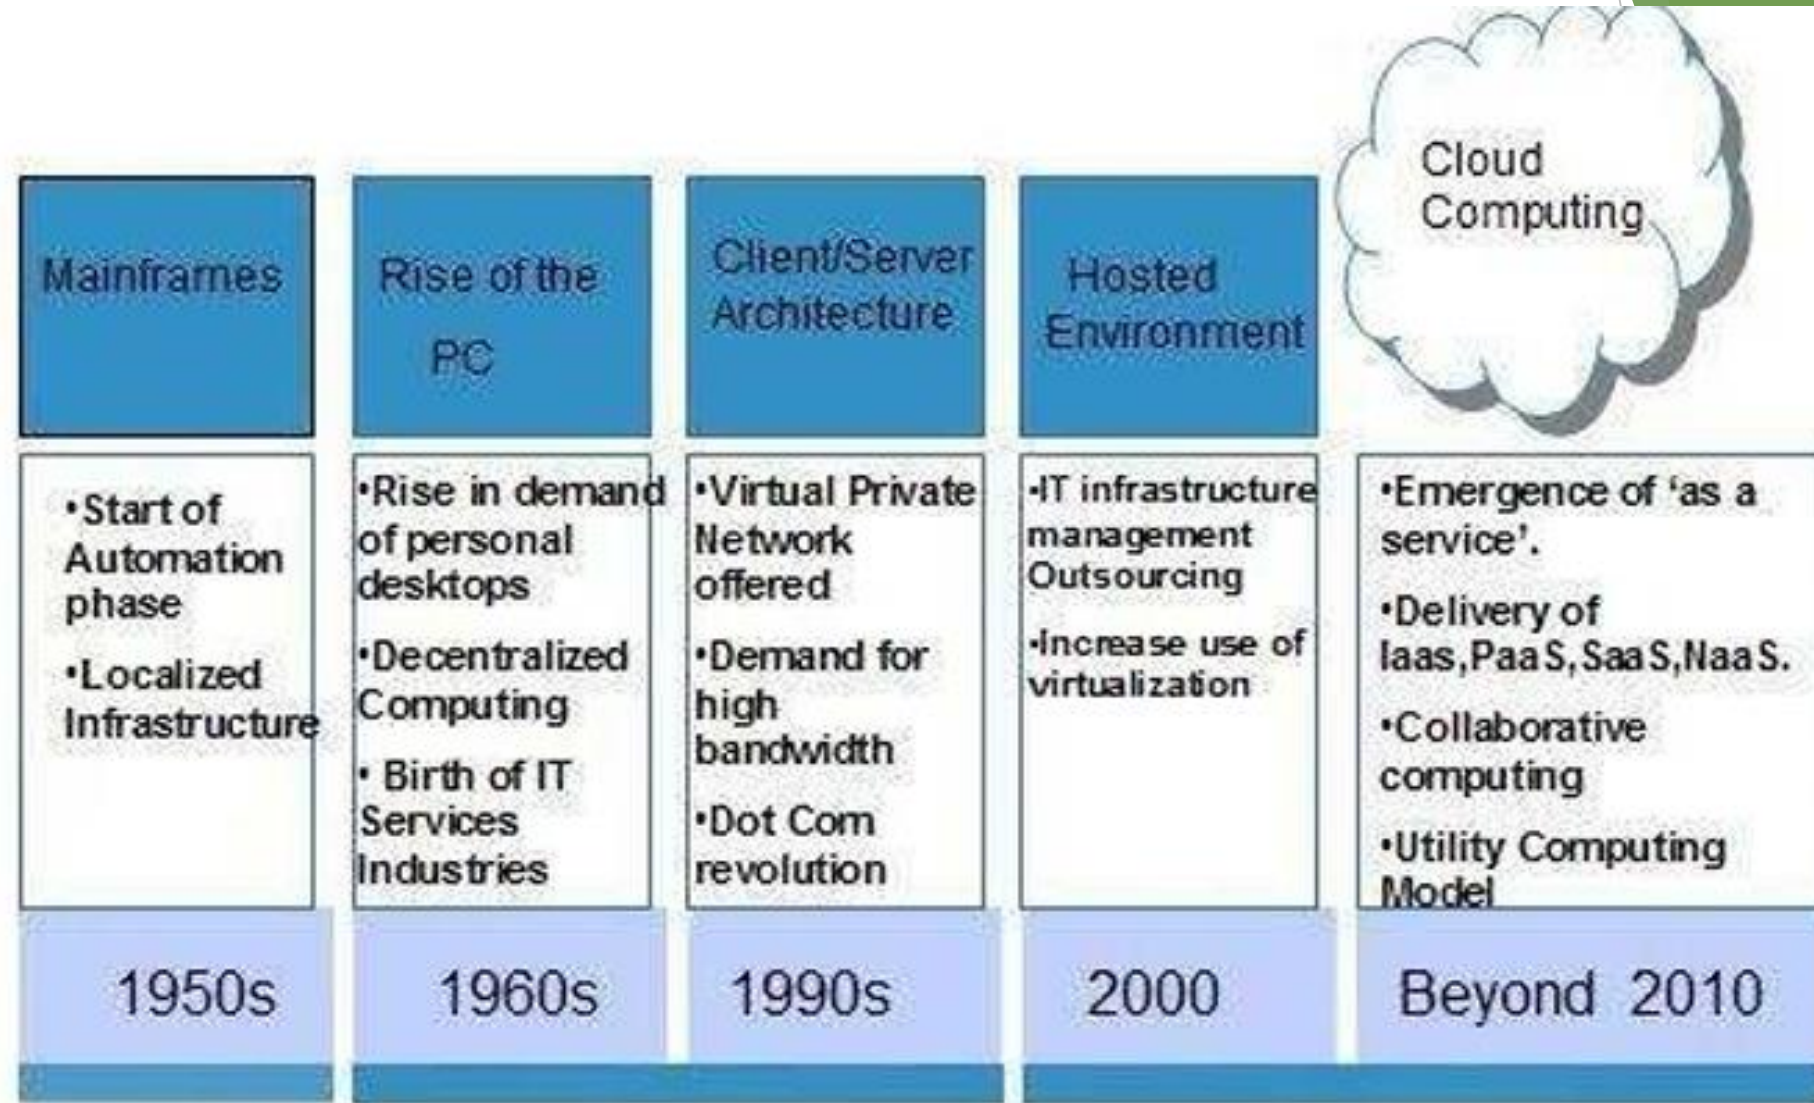 Mainframes
Rise of the
PC
Client/Server
Architecture
Hosted
Environment
Cloud
Computing
•Start of
Automation
phase
•Localized
Infrastructure
•Rise in demand
of personal
desktops
•Decentralized
Computing
• Birth of IT
Services
Industries
•Virtual Private
Network
offered
•Demand for
high
bandwidth
•Dot Com
revolution
•IT infrastructure
management
Outsourcing
•Increase use of
virtualization
•Emergence of ‘as a
service’.
•Delivery of
Iaas,PaaS,SaaS,NaaS.
•Collaborative
computing
•Utility Computing
Model
1950s
1960s
1990s
2000
Beyond 2010